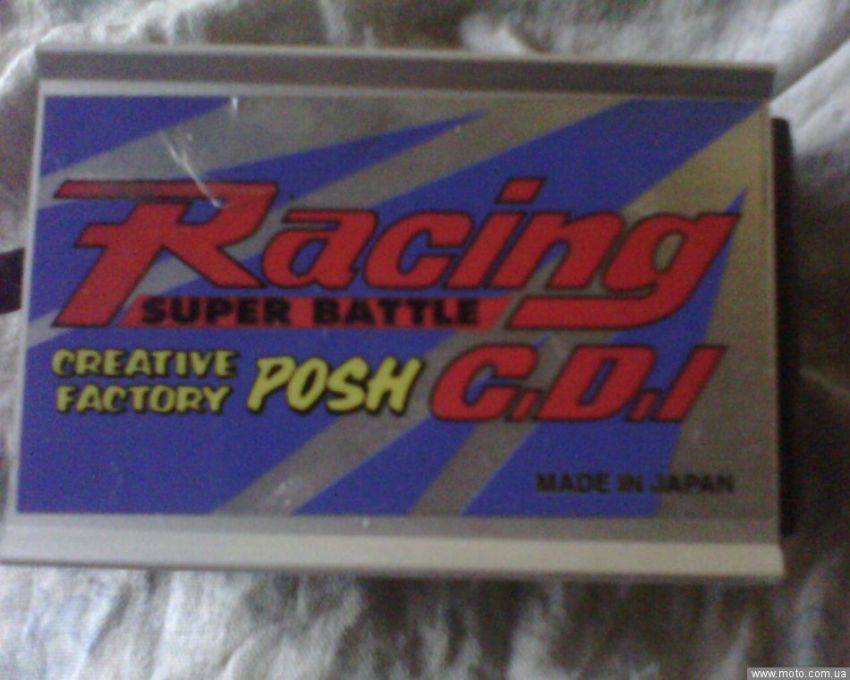 Racing
SUPER BATTLE
CREATIVE
FACTORY
POSH
C.D.I
MADE IN JAPAN
www.moto.com.ua